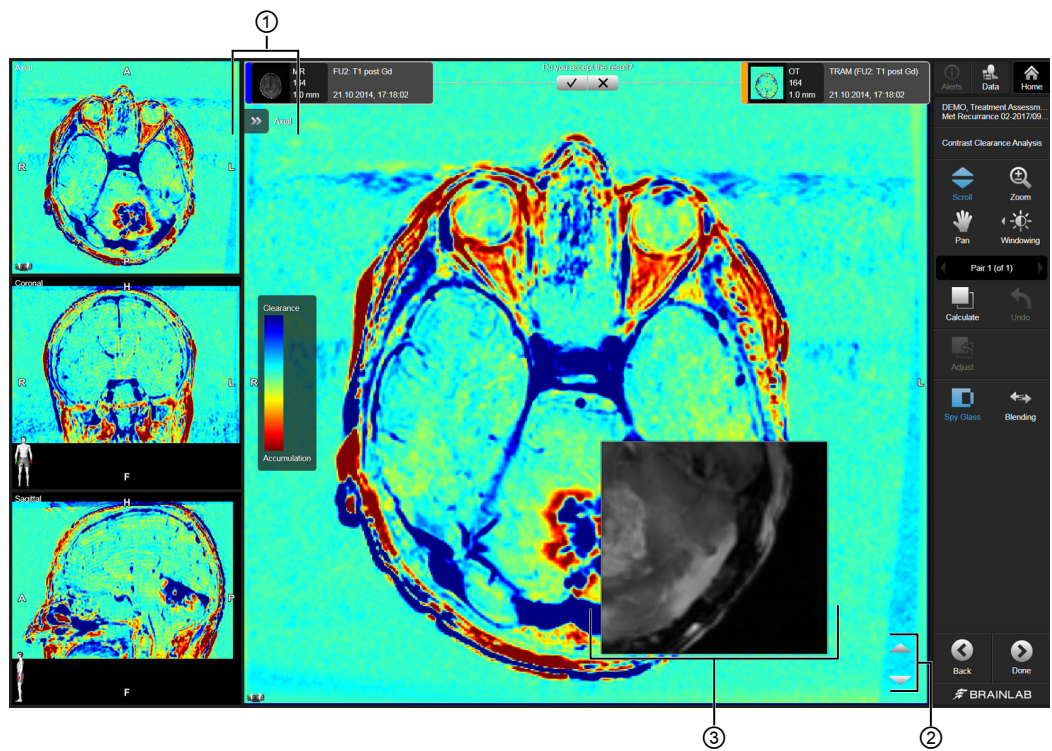 ①
Axial
A
R
L
P
Coronal
H
R
L
F
Sagittal
H
A
P
F
MR
164
1.0 mm
FU2: T1 post Gd
21.10.2014, 17:18:02
Do you accept the result?
OT
164
1.0 mm
TRAM (FU2: T1 post Gd)
21.10.2014, 17:18:02
Axial
Clearance
Accumulation
R
L
Alerts
Data
Home
DEMO, Treatment Assessm...
Met Recurrance 02-2017/09...
Contrast Clearance Analysis
Scroll
Zoom
Pan
Windowing
Pair 1 (of 1)
Calculate
Undo
Adjust
Spy Glass
Blending
Back
Done
BRAINLAB
③
②